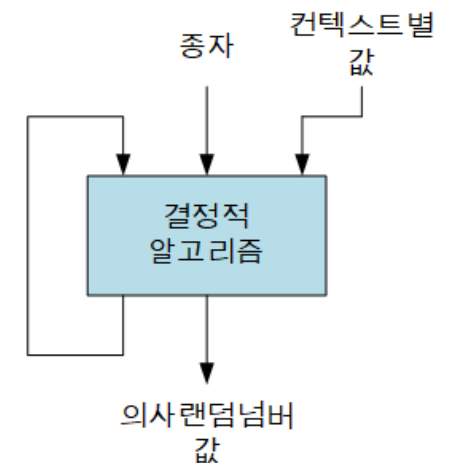 종자
컨텍스트별
값
결정적
알고리즘
의사랜덤넘버
값